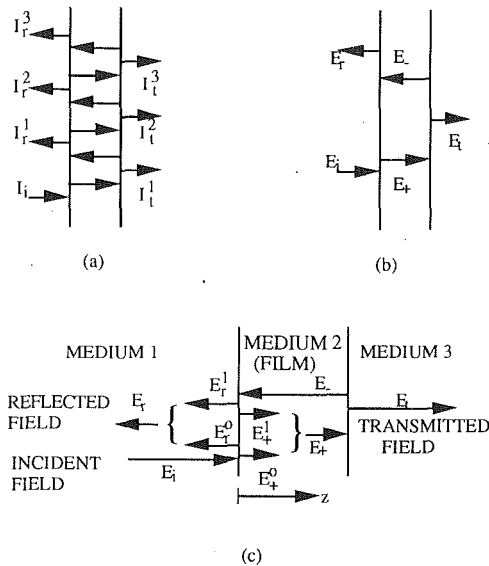 I_r^3
I_r^2
I_t^3
I_r^1
I_t^2
I_i
I_t^1
(a)
E_r
E_-
E_t
E_i
E_+
(b)
MEDIUM 1
MEDIUM 2
(FILM)
MEDIUM 3
REFLECTED
FIELD
E_r
E_r^1
E_-
E_t
TRANSMITTED
FIELD
E_r^0
E_+^1
E_+
INCIDENT
FIELD
E_i
E_+^0
z
(c)